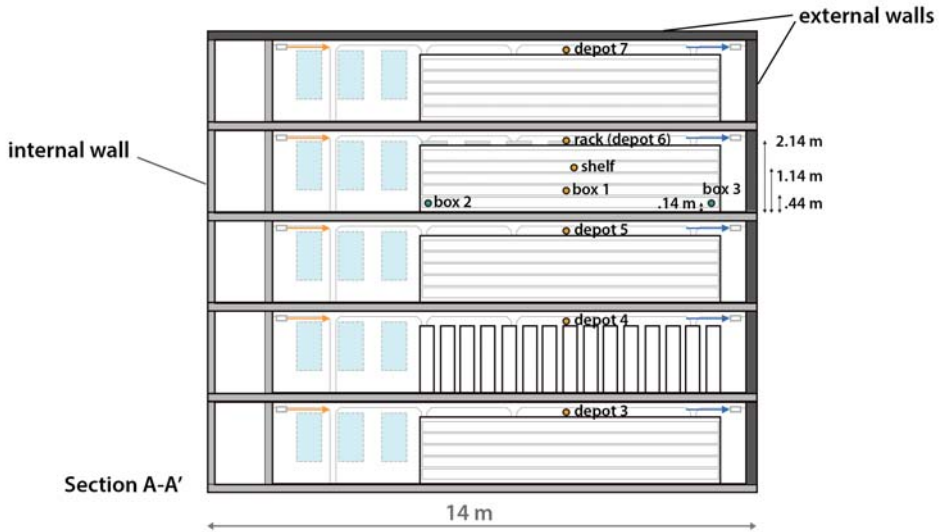 external walls
depot 7
internal wall
rack (depot 6)
2.14 m
shelf
1.14 m
box 1
box 2
box 3
.14 m
.44 m
depot 5
depot 4
depot 3
Section A-A'
14 m